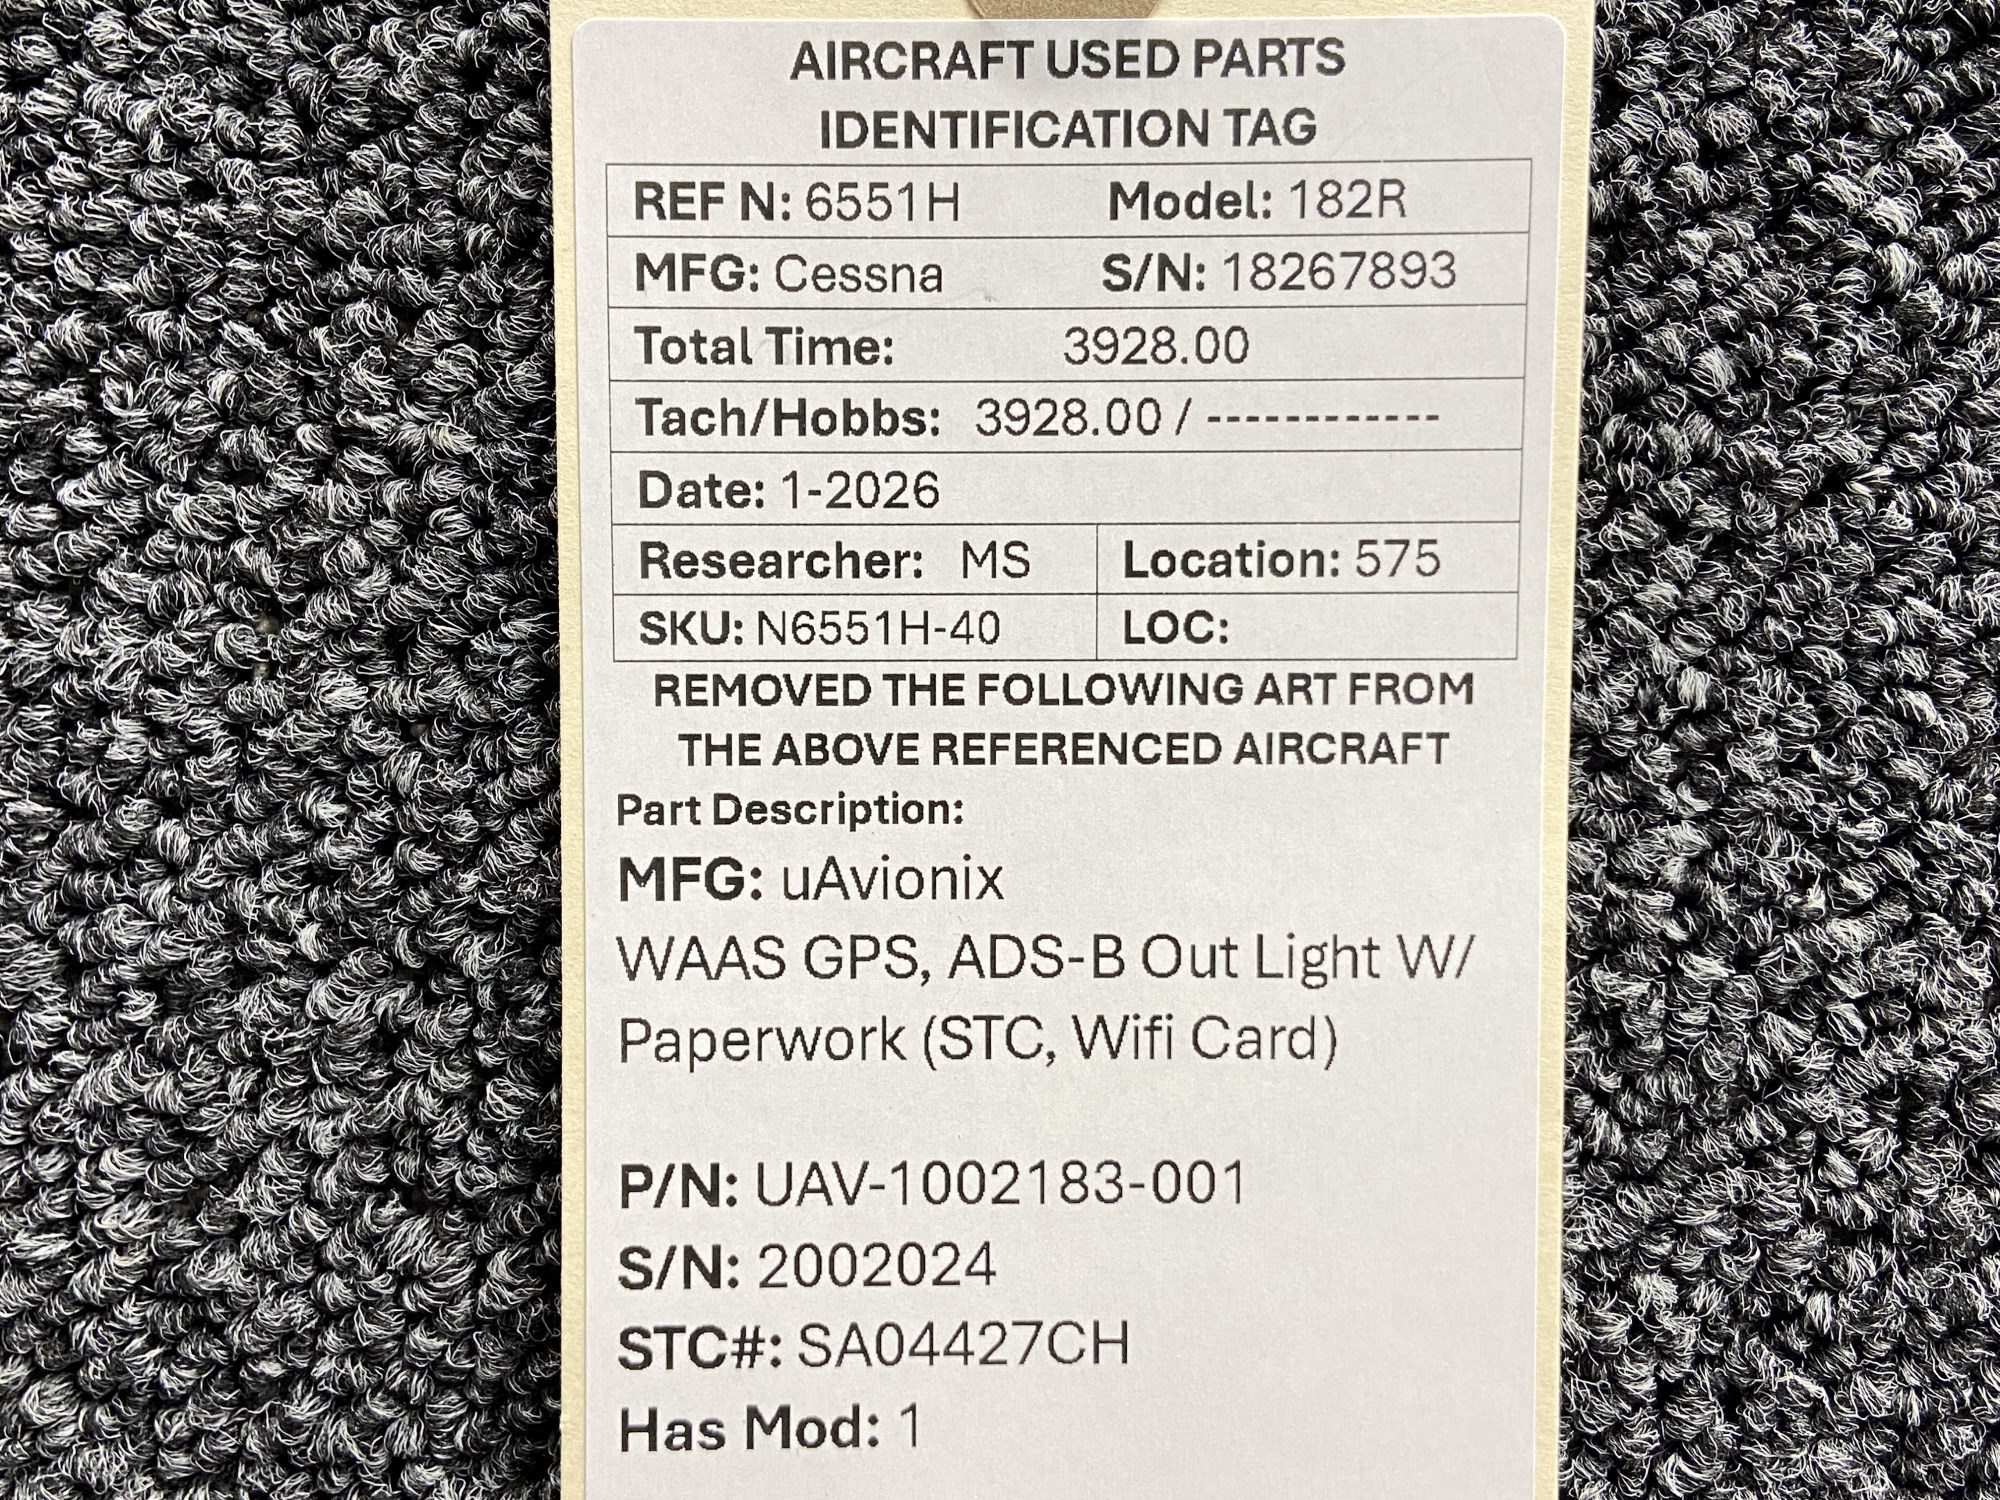 AIRCRAFT USED PARTS
IDENTIFICATION TAG
REF N: 6551H Model: 182R
MFG: Cessna S/N: 18267893
Total Time: 3928.00
Tach/Hobbs: 3928.00 / ------------
Date: 1-2026
Researcher: MS Location: 575
SKU: N6551H-40 LOC:
REMOVED THE FOLLOWING ART FROM
THE ABOVE REFERENCED AIRCRAFT
Part Description:
MFG: uAvionix
WAAS GPS, ADS-B Out Light W/
Paperwork (STC, Wifi Card)
P/N: UAV-1002183-001
S/N: 2002024
STC#: SA04427CH
Has Mod: 1